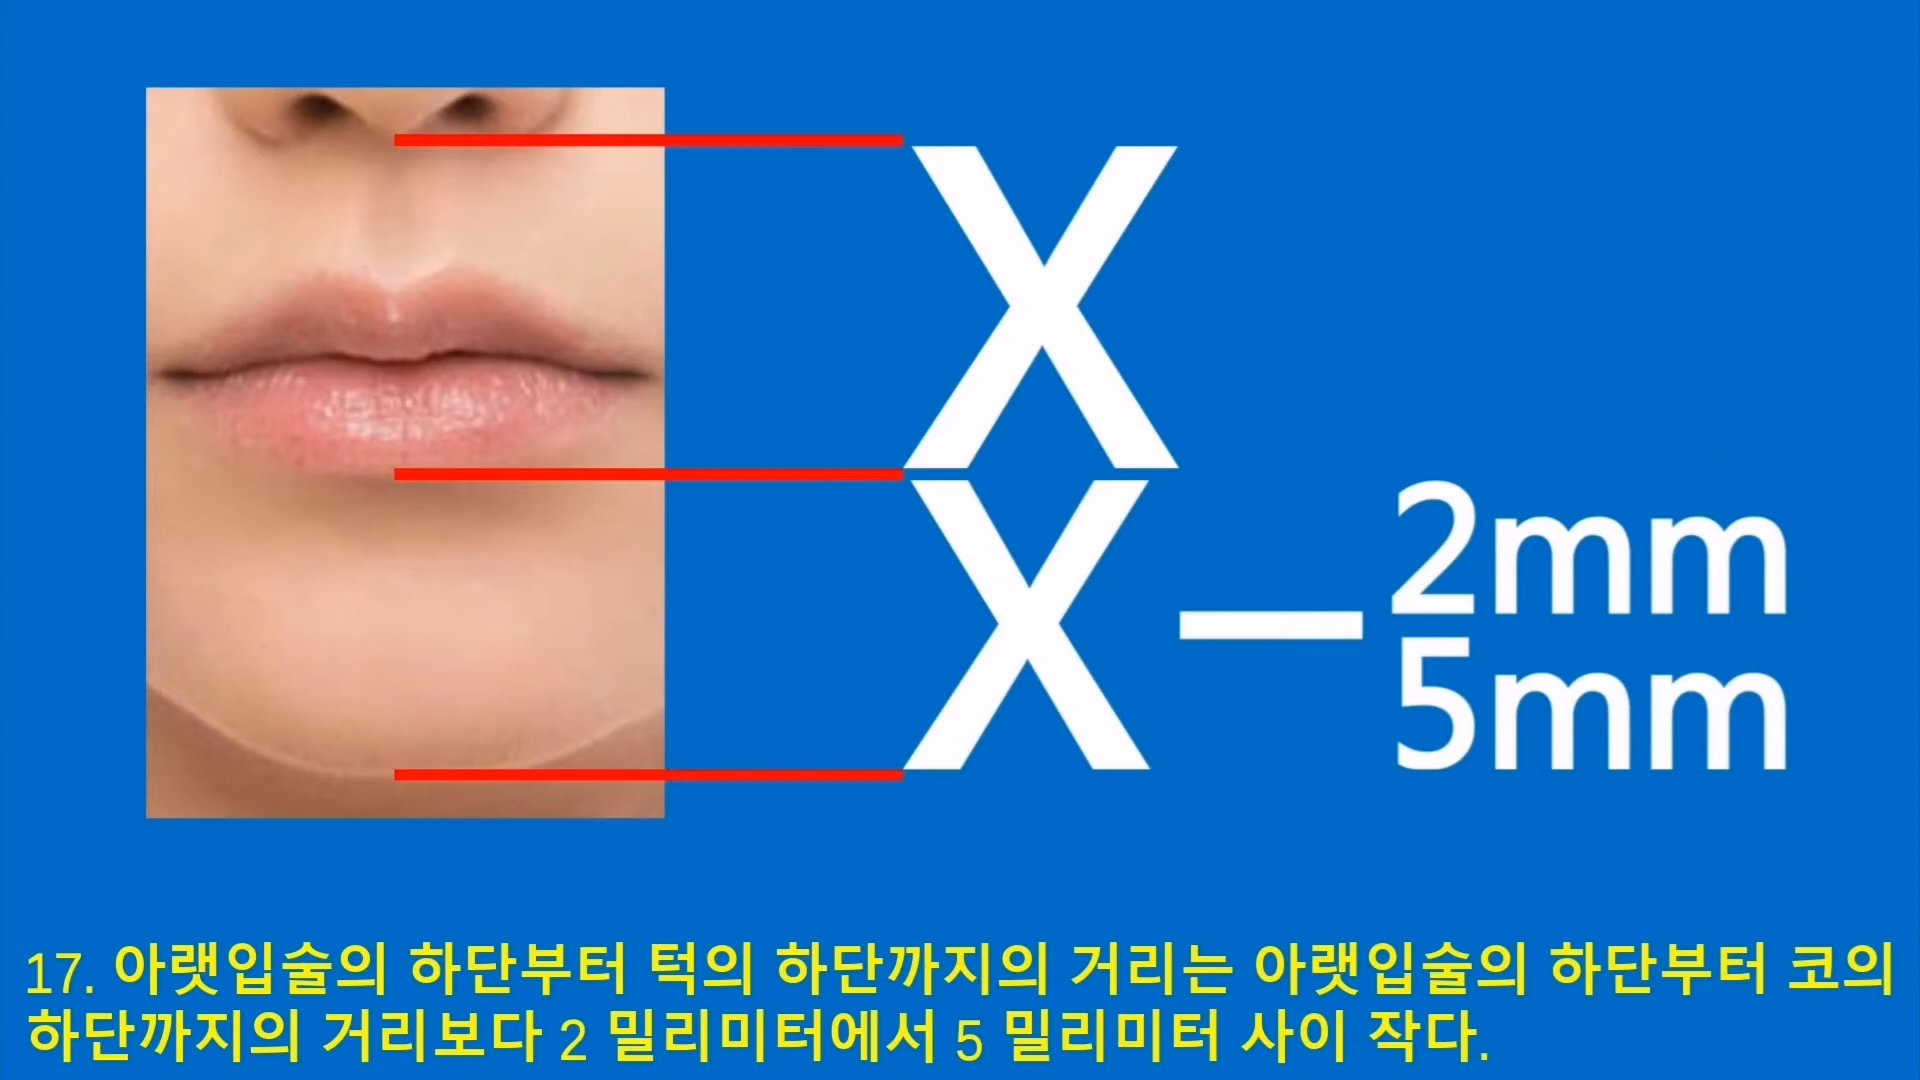 X
X – 2mm
5mm
17. 아랫입술의 하단부터 턱의 하단까지의 거리는 아랫입술의 하단부터 코의
하단까지의 거리보다 2 밀리미터에서 5 밀리미터 사이 작다.